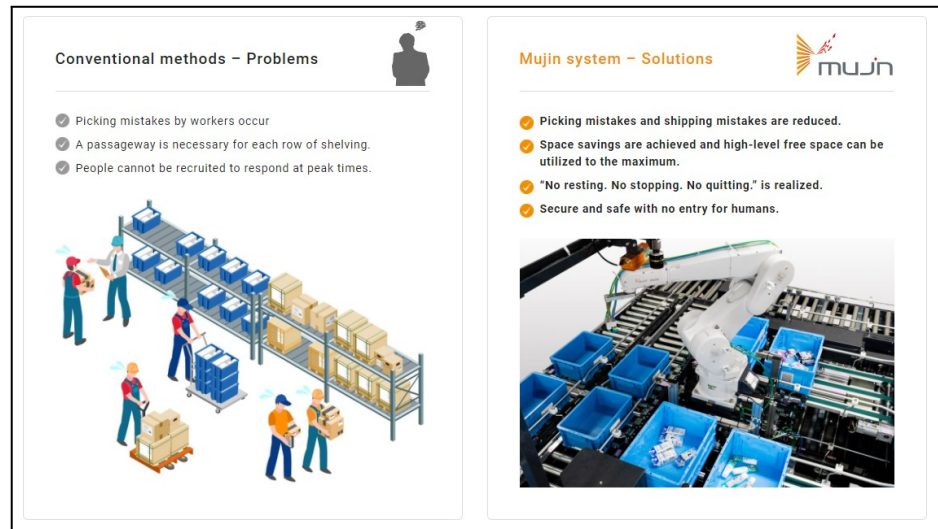 Conventional methods – Problems
Picking mistakes by workers occur
A passageway is necessary for each row of shelving.
People cannot be recruited to respond at peak times.
Mujin system – Solutions
mujin
Picking mistakes and shipping mistakes are reduced.
Space savings are achieved and high-level free space can be
utilized to the maximum.
“No resting. No stopping. No quitting.” is realized.
Secure and safe with no entry for humans.